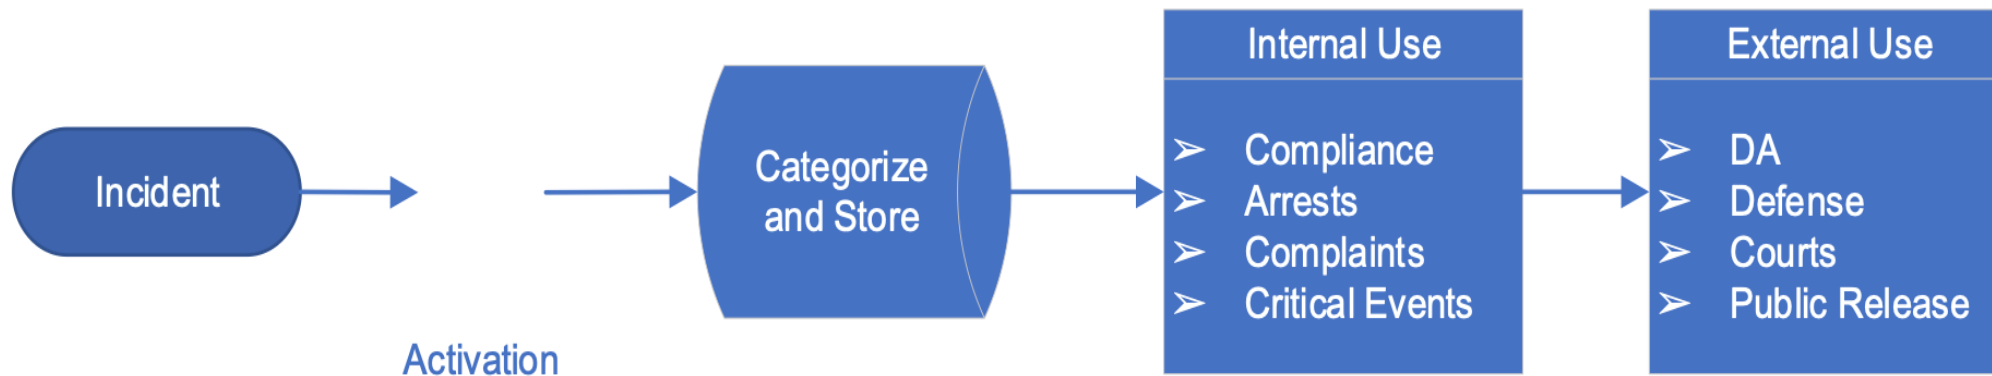 Incident
Activation
Categorize
and Store
Internal Use
➢ Compliance
➢ Arrests
➢ Complaints
➢ Critical Events
External Use
➢ DA
➢ Defense
➢ Courts
➢ Public Release